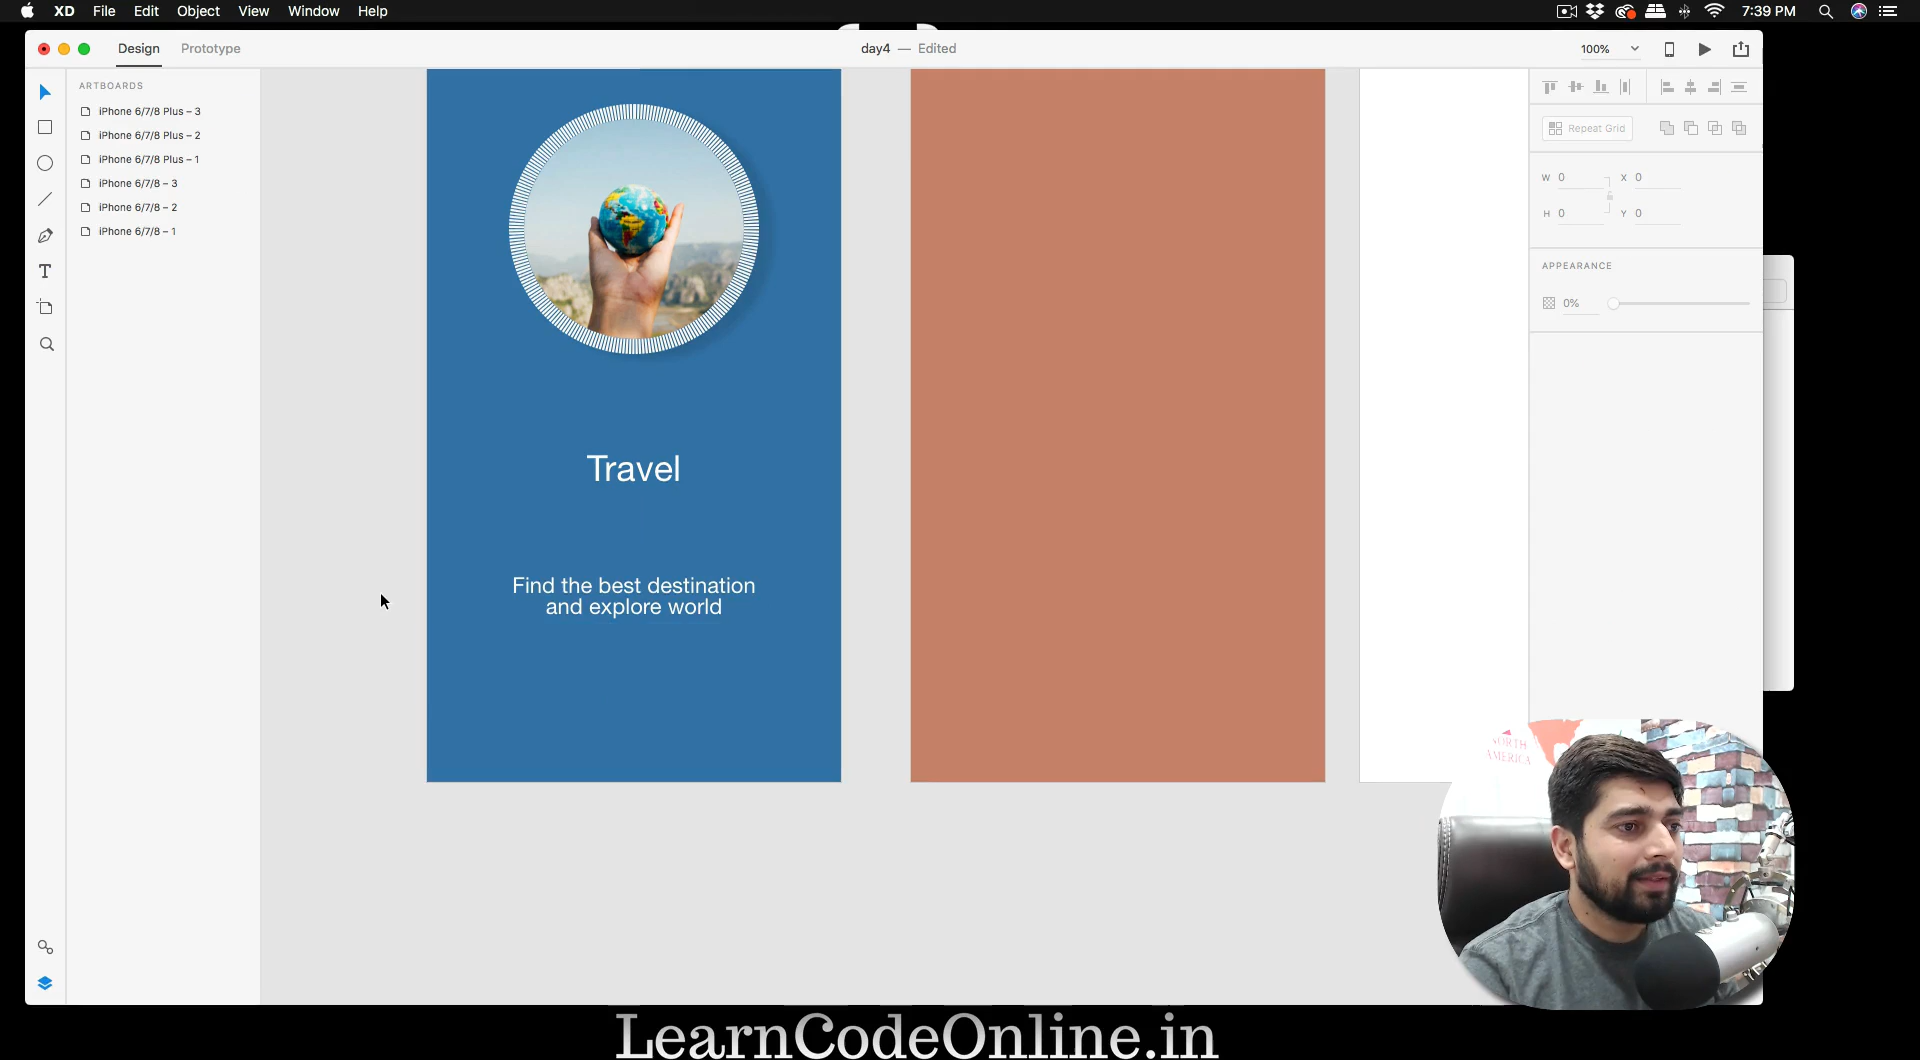 XD File Edit Object View Window Help
7:39 PM
Design Prototype
day4 — Edited
100%
ARTBOARDS
iPhone 6/7/8 Plus – 3
iPhone 6/7/8 Plus – 2
iPhone 6/7/8 Plus – 1
iPhone 6/7/8 – 3
iPhone 6/7/8 – 2
iPhone 6/7/8 – 1
Travel
Find the best destination
and explore world
Repeat Grid
W 0 X 0
H 0 Y 0
APPEARANCE
0%
NORTH
AMERICA
LearnCodeOnline.in